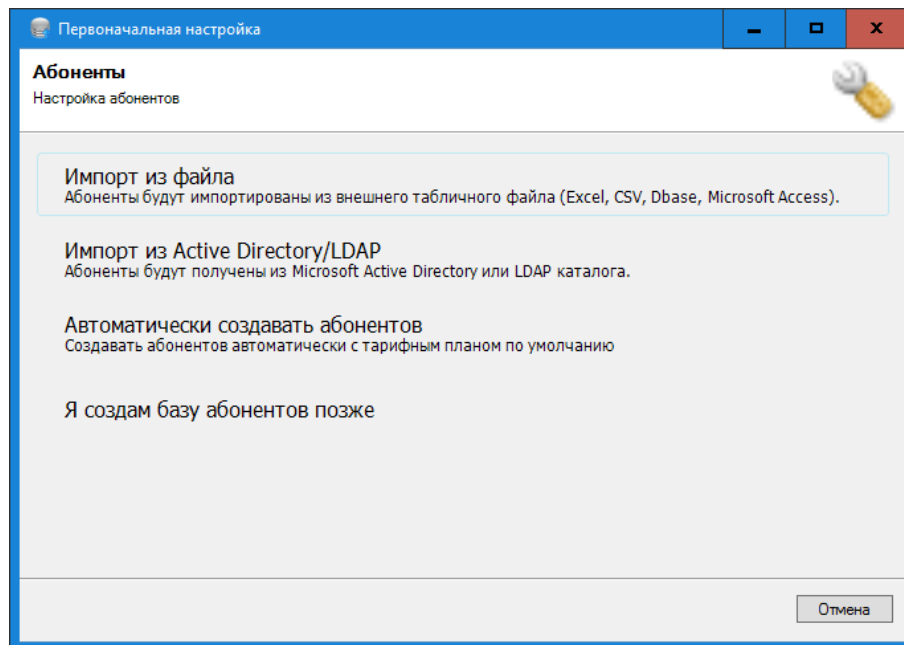 Первоначальная настройка
Абоненты
Настройка абонентов
Импорт из файла
Абоненты будут импортированы из внешнего табличного файла (Excel, CSV, Dbase, Microsoft Access).
Импорт из Active Directory/LDAP
Абоненты будут получены из Microsoft Active Directory или LDAP каталога.
Автоматически создавать абонентов
Создавать абонентов автоматически с тарифным планом по умолчанию
Я создам базу абонентов позже
Отмена